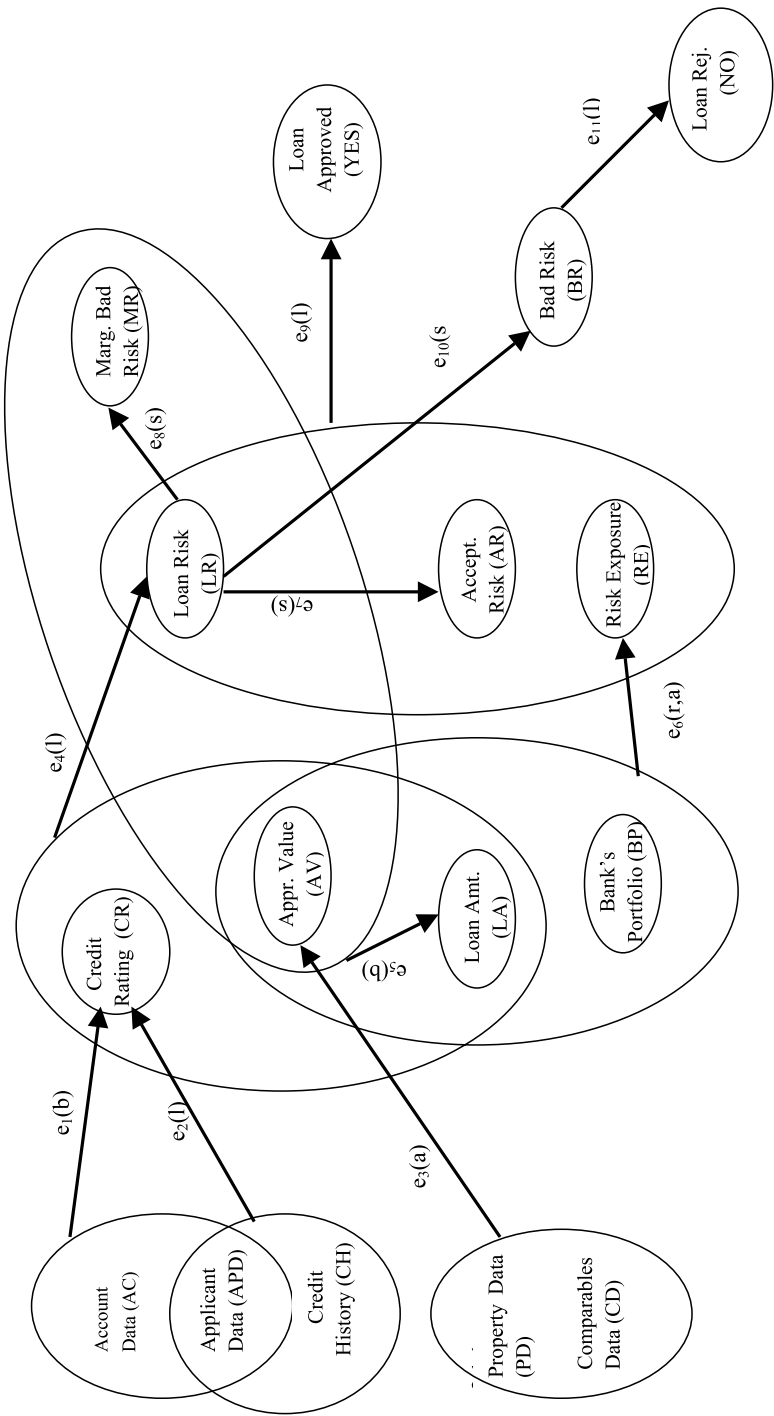 Account
Data (AC)
Applicant
Data (APD)
Credit
History (CH)
Property Data
(PD)
Comparables
Data (CD)
e₁(b)
e₂(l)
e₃(a)
Credit
Rating (CR)
Appr. Value
(AV)
Loan Amt.
(LA)
Bank's
Portfolio (BP)
e₅(b)
e₄(l)
e₆(r,a)
Loan Risk
(LR)
Accept.
Risk (AR)
Risk Exposure
(RE)
e₇(s)
e₈(s)
Marg. Bad
Risk (MR)
e₉(l)
e₁₀(s
Loan
Approved
(YES)
Bad Risk
(BR)
e₁₁(l)
Loan Rej.
(NO)